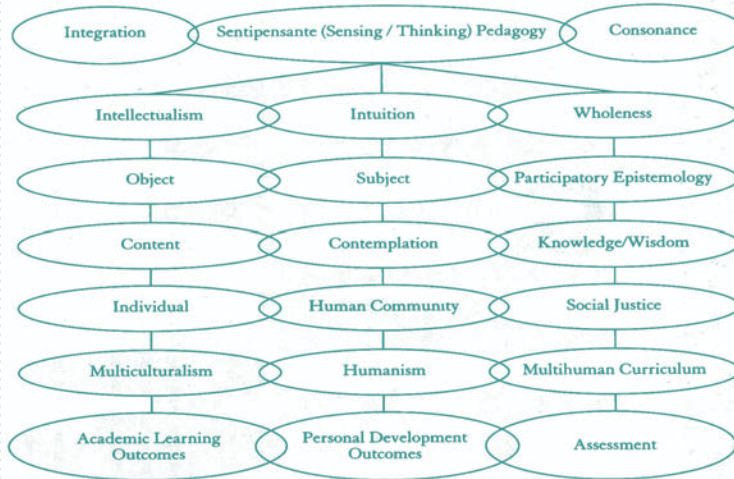 Integration
Sentipensante (Sensing / Thinking) Pedagogy
Consonance
Intellectualism
Intuition
Wholeness
Object
Subject
Participatory Epistemology
Content
Contemplation
Knowledge/Wisdom
Individual
Human Community
Social Justice
Multiculturalism
Humanism
Multihuman Curriculum
Academic Learning
Outcomes
Personal Development
Outcomes
Assessment